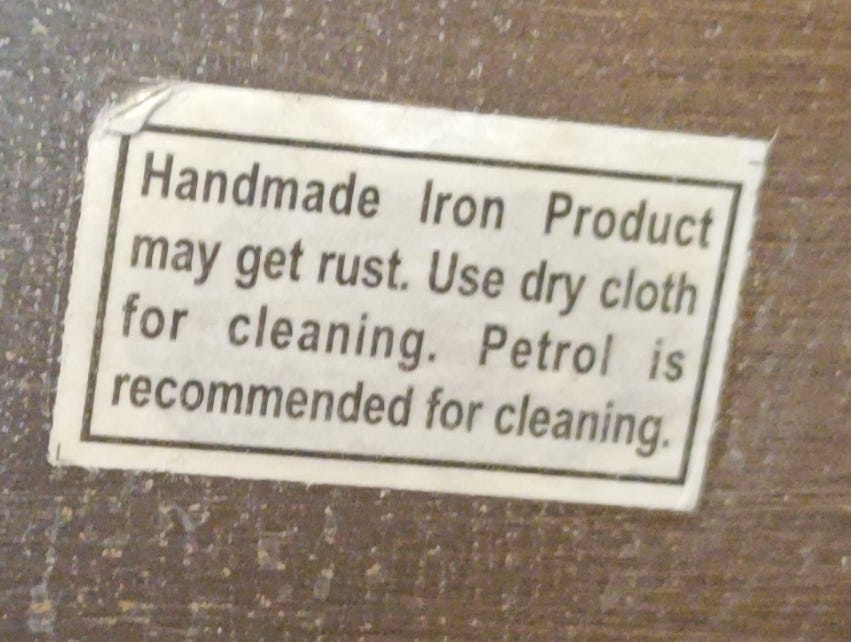 Handmade Iron Product
may get rust. Use dry cloth
for cleaning. Petrol is
recommended for cleaning.